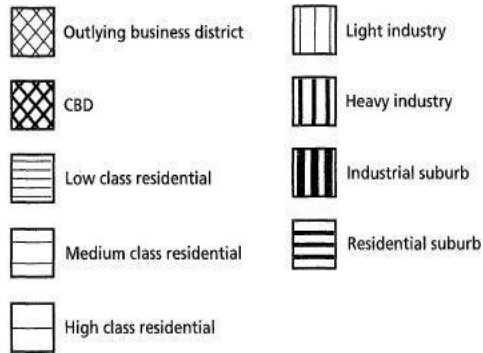 Outlying business district
CBD
Low class residential
Medium class residential
High class residential
Light industry
Heavy industry
Industrial suburb
Residential suburb